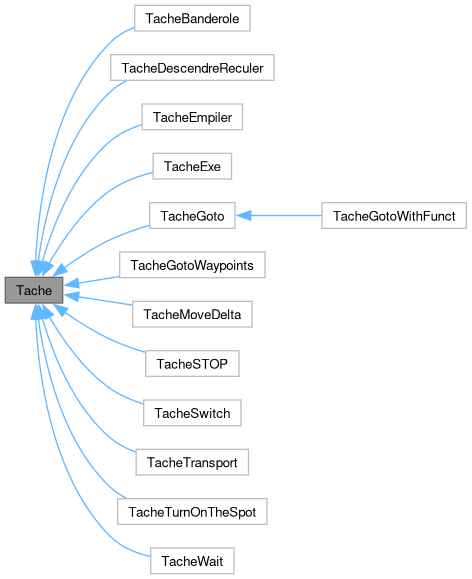 TacheBanderole
TacheDescendreReculer
TacheEmpiler
TacheExe
TacheGoto
TacheGotoWithFunct
TacheGotoWaypoints
Tache
TacheMoveDelta
TacheSTOP
TacheSwitch
TacheTransport
TacheTurnOnTheSpot
TacheWait